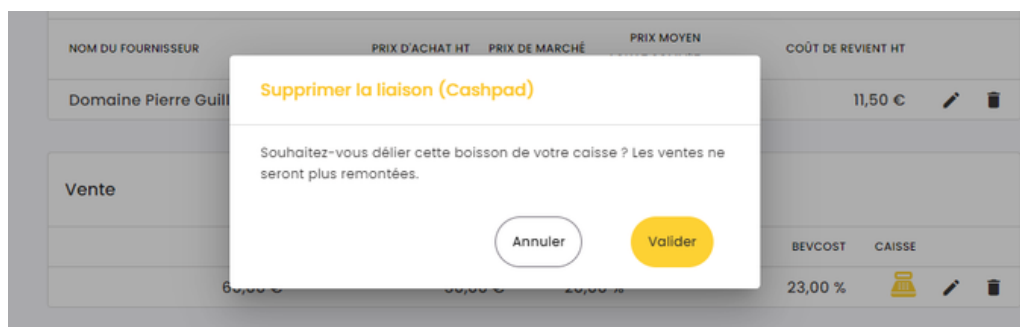 NOM DU FOURNISSEUR PRIX D'ACHAT HT PRIX DE MARCHÉ PRIX MOYEN COÛT DE REVIENT HT
Domaine Pierre 11,50 €
Supprimer la liaison (Cashpad)
Souhaitez-vous délier cette boisson de votre caisse ? Les ventes ne
seront plus remontées.
Annuler Valider
Vente
BEVCOST CAISSE
23,00 %